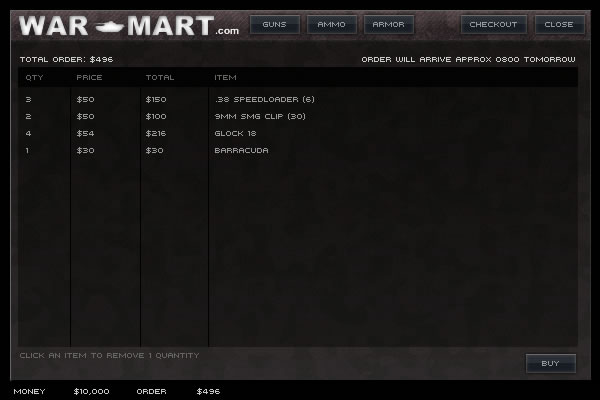 WAR MART.com GUNS AMMO ARMOR CHECKOUT CLOSE
TOTAL ORDER: $496 ORDER WILL ARRIVE APPROX 0800 TOMORROW
QTY PRICE TOTAL ITEM
3 $50 $150 .38 SPEEDLOADER (6)
2 $50 $100 9MM SMG CLIP (30)
4 $54 $216 GLOCK 18
1 $30 $30 BARRACUDA
CLICK AN ITEM TO REMOVE 1 QUANTITY
BUY
MONEY $10,000 ORDER $496